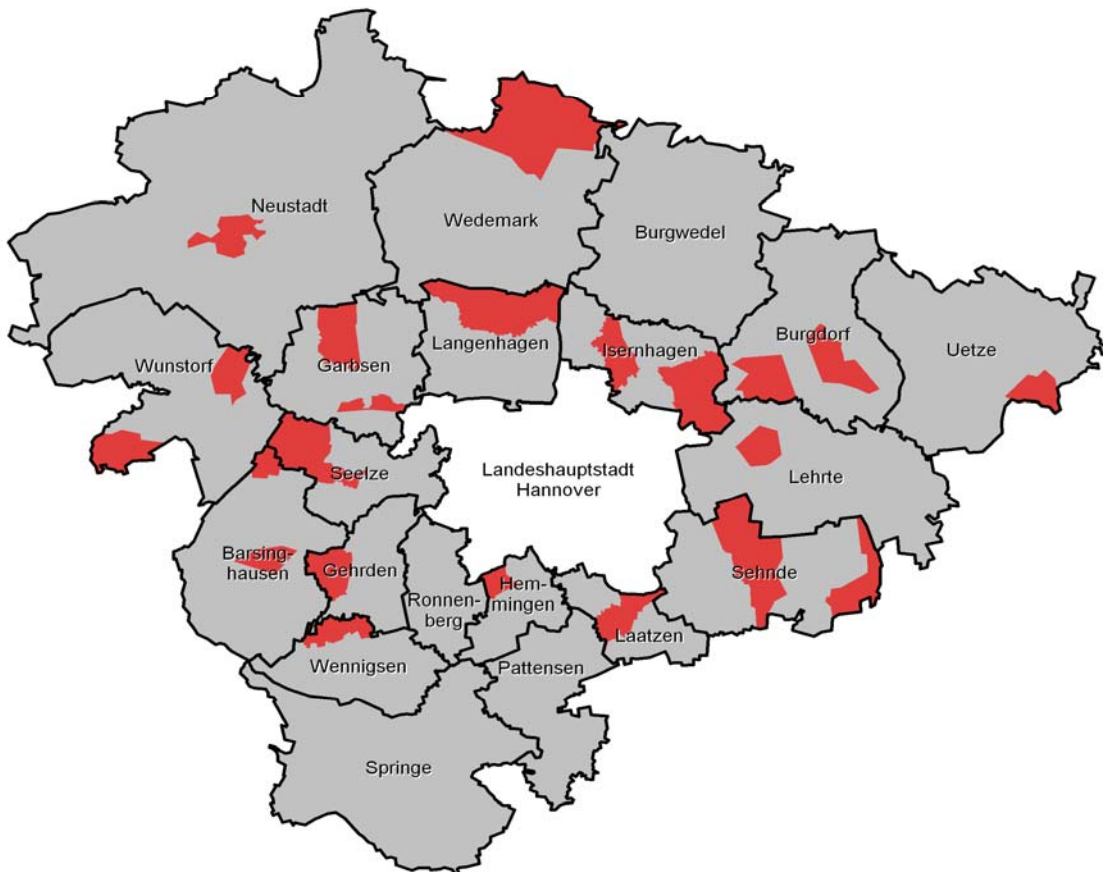 Neustadt
Wedemark
Burgwedel
Wunstorf
Garbsen
Langenhagen
Isernhagen
Burgdorf
Uetze
Seelze
Landeshauptstadt
Hannover
Lehrte
Barsing-
hausen
Gehrden
Ronnen-
berg
Hem-
mingen
Sehnde
Laatzen
Wennigsen
Pattensen
Springe